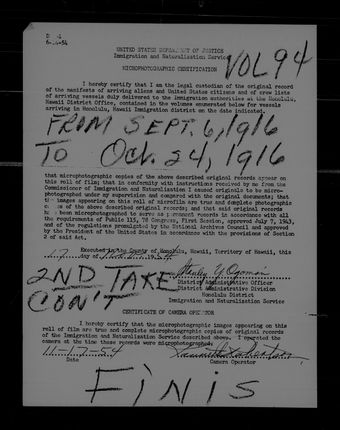 6-14-54
UNITED STATES DEPARTMENT OF JUSTICE
Immigration and Naturalization Service
VOL 94
MICROPHOTOGRAPHIC CERTIFICATION
I hereby certify that I am the legal custodian of the original record
of the manifests of arriving aliens and United States citizens and of crew lists
of arriving vessels duly delivered to the Immigration authorities at the Honolulu,
Hawaii District Office, contained in the volumes enumerated below for vessels
arriving in Honolulu, Hawaii Immigration district on the date indicated.
FROM SEPT. 6, 1916
TO Oct. 24, 1916
that microphotographic copies of the above described original records appear on
this roll of film; that in conformity with instructions received by me from the
Commissioner of Immigration and Naturalization I caused originals to be micro-
photographed under my supervision and compared with the original documents; that
the images appearing on this roll of microfilm are true and complete photographic
copies of the above described original records; and that said original records
have been microphotographed to serve as permanent records in accordance with all
the requirements of Public 115, 78 Congress, First Session, approved July 7, 1943,
and of the regulations promulgated by the National Archives Council and approved
by the President of the United States in accordance with the provisions of Section
2 of said Act.
Executed in the County of Honolulu, Hawaii, Territory of Hawaii, this
17 day of
2ND TAKE
District Administrative Officer
District Administrative Division
Honolulu District
Immigration and Naturalization Service
CON'T
CERTIFICATE OF CAMERA OPERATOR
I hereby certify that the microphotographic images appearing on this
roll of film are true and complete microphotographic copies of original records
of the Immigration and Naturalization Service described above. I operated the
camera at the time these records were microphotographed.
11-17-54
Date
Camera Operator
FINIS